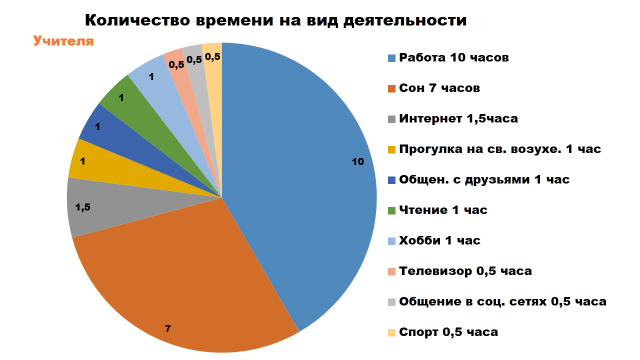 Количество времени на вид деятельности
Учителя
0,5
0,5
0,5
1
1
1
1
1,5
7
10
Работа 10 часов
Сон 7 часов
Интернет 1,5часа
Прогулка на св. возухе. 1 час
Общен. с друзьями 1 час
Чтение 1 час
Хобби 1 час
Телевизор 0,5 часа
Общение в соц. сетях 0,5 часа
Спорт 0,5 часа